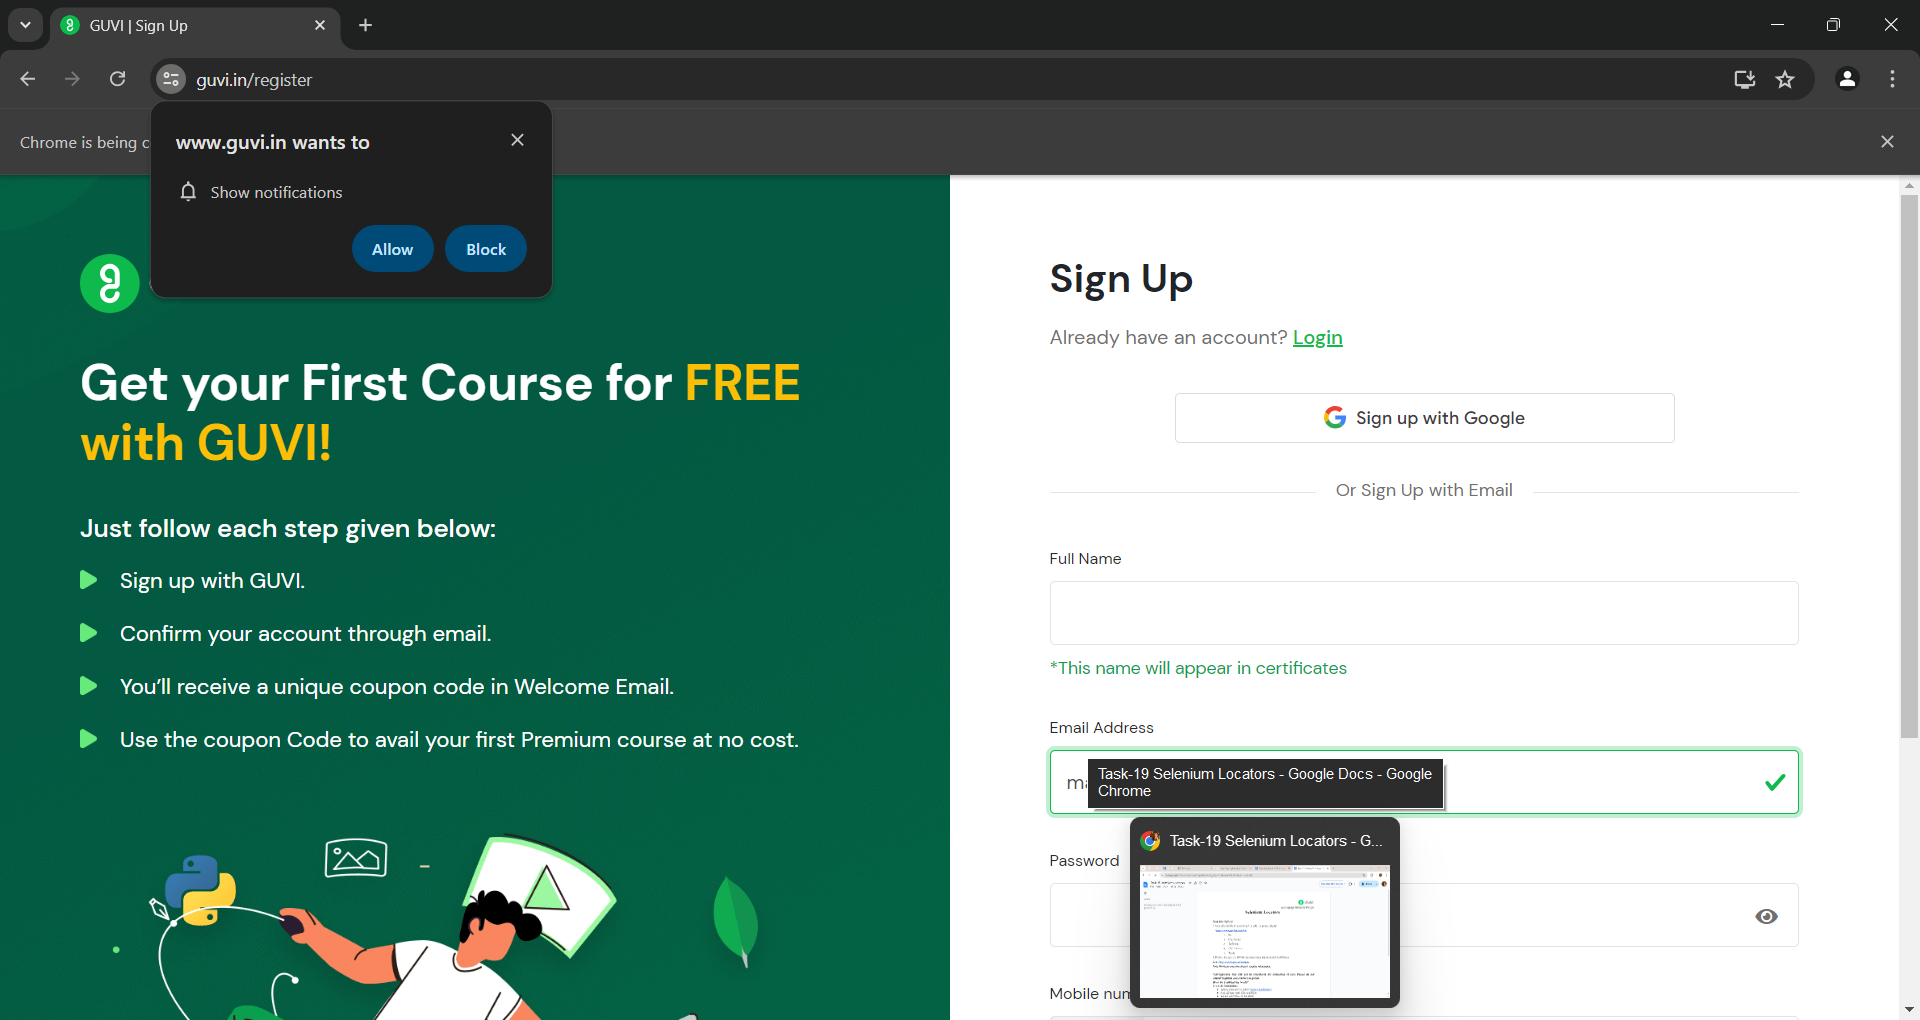 GUVI | Sign Up
guvi.in/register
Chrome is being c
www.guvi.in wants to
Show notifications
Allow
Block
Get your First Course for FREE
with GUVI!
Just follow each step given below:
Sign up with GUVI.
Confirm your account through email.
You’ll receive a unique coupon code in Welcome Email.
Use the coupon Code to avail your first Premium course at no cost.
Sign Up
Already have an account? Login
Sign up with Google
Or Sign Up with Email
Full Name
*This name will appear in certificates
Email Address
Task-19 Selenium Locators - Google Docs - Google
Chrome
Task-19 Selenium Locators - G...
Selenium Locators
Password
Mobile num